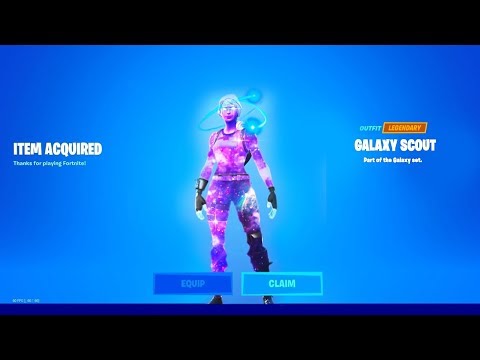 ITEM ACQUIRED
Thanks for playing Fortnite!
OUTFIT LEGENDARY
GALAXY SCOUT
Part of the Galaxy set.
EQUIP
CLAIM